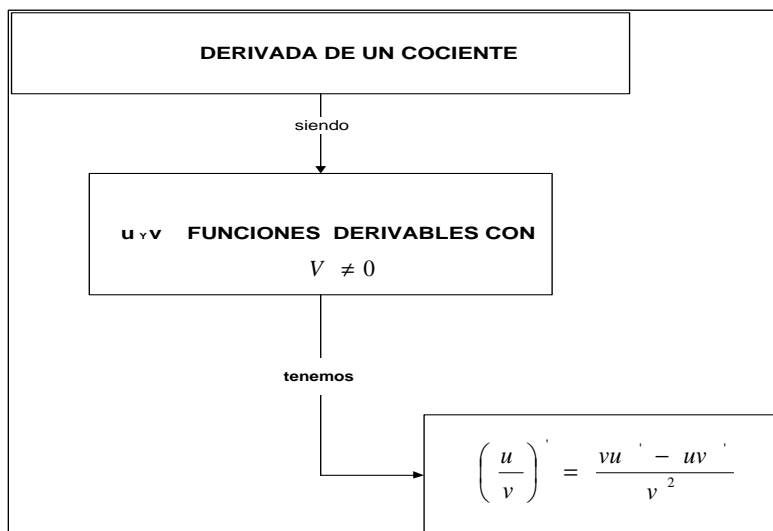 DERIVADA DE UN COCIENTE
siendo
u Y v FUNCIONES DERIVABLES CON
V ≠ 0
tenemos
(u/v)' = (vu' - uv')/v²